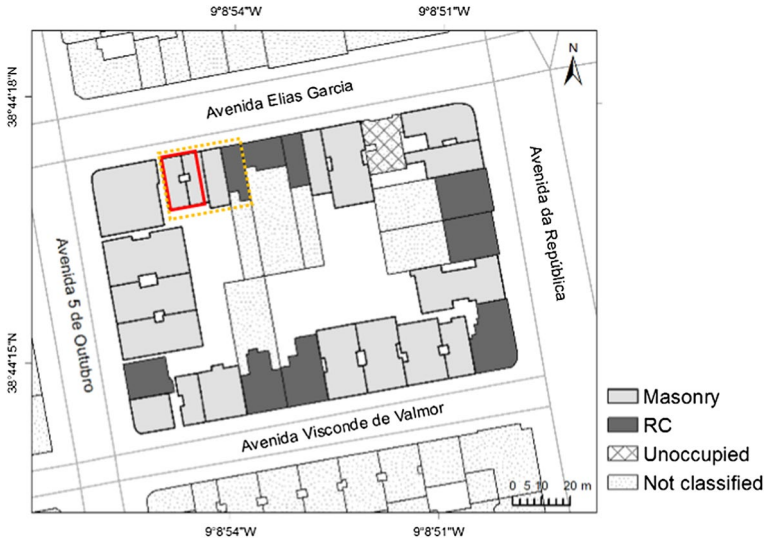 9°8'54"W 9°8'51"W
N
38°44'18"N
Avenida Elias Garcia
Avenida 5 de Outubro
Avenida da República
38°44'15"N
Avenida Visconde de Valmor
Masonry
RC
Unoccupied
Not classified
0 5 10 20 m
9°8'54"W 9°8'51"W